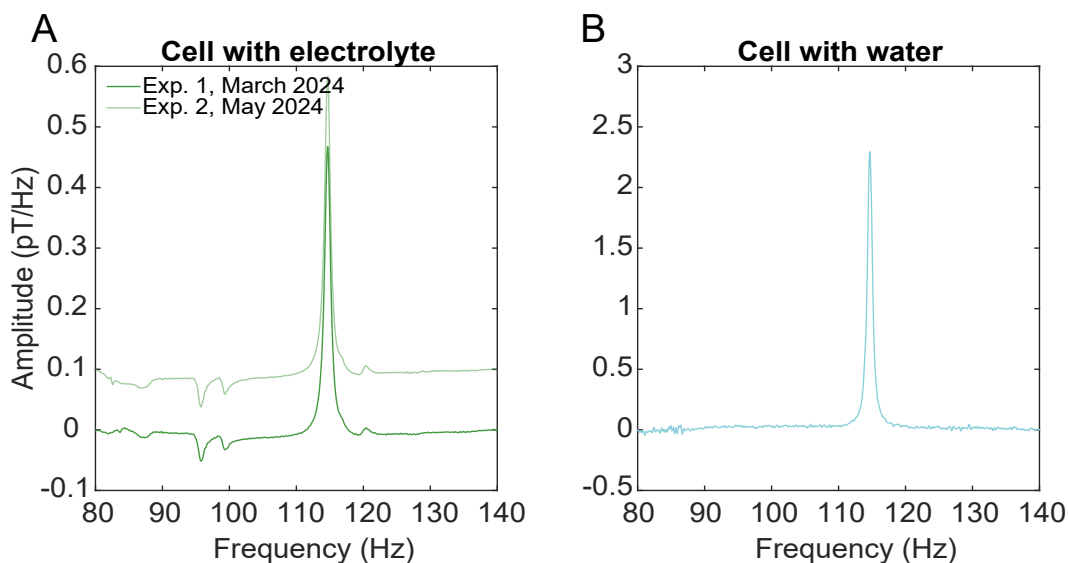 A
Cell with electrolyte
Exp. 1, March 2024
Exp. 2, May 2024
0.6
0.5
0.4
0.3
0.2
0.1
0
-0.1
Amplitude (pT/Hz)
80 90 100 110 120 130 140
Frequency (Hz)
B
Cell with water
3
2.5
2
1.5
1
0.5
0
-0.5
80 90 100 110 120 130 140
Frequency (Hz)